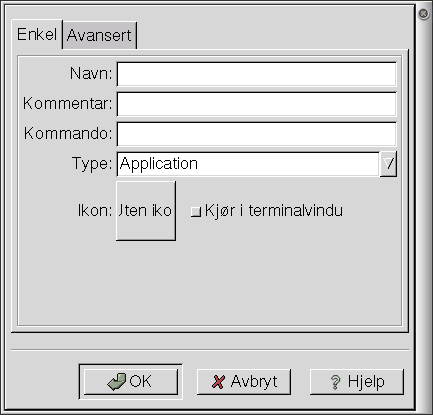 Enkel Avansert
Navn:
Kommentar:
Kommando:
Type: Application
Ikon: Uten iko Kjør i terminalvindu
OK Avbryt Hjelp